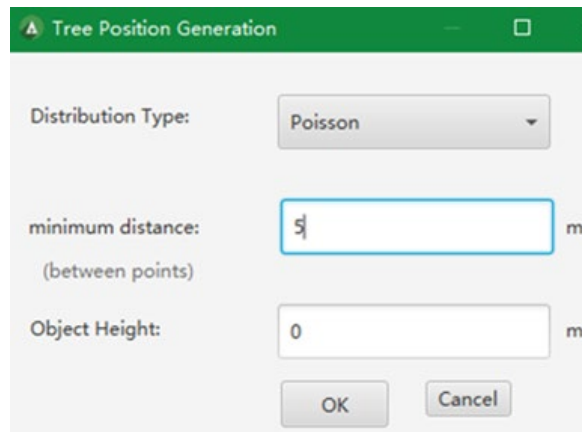 Tree Position Generation
Distribution Type: Poisson
minimum distance: 5 m
(between points)
Object Height: 0 m
OK Cancel